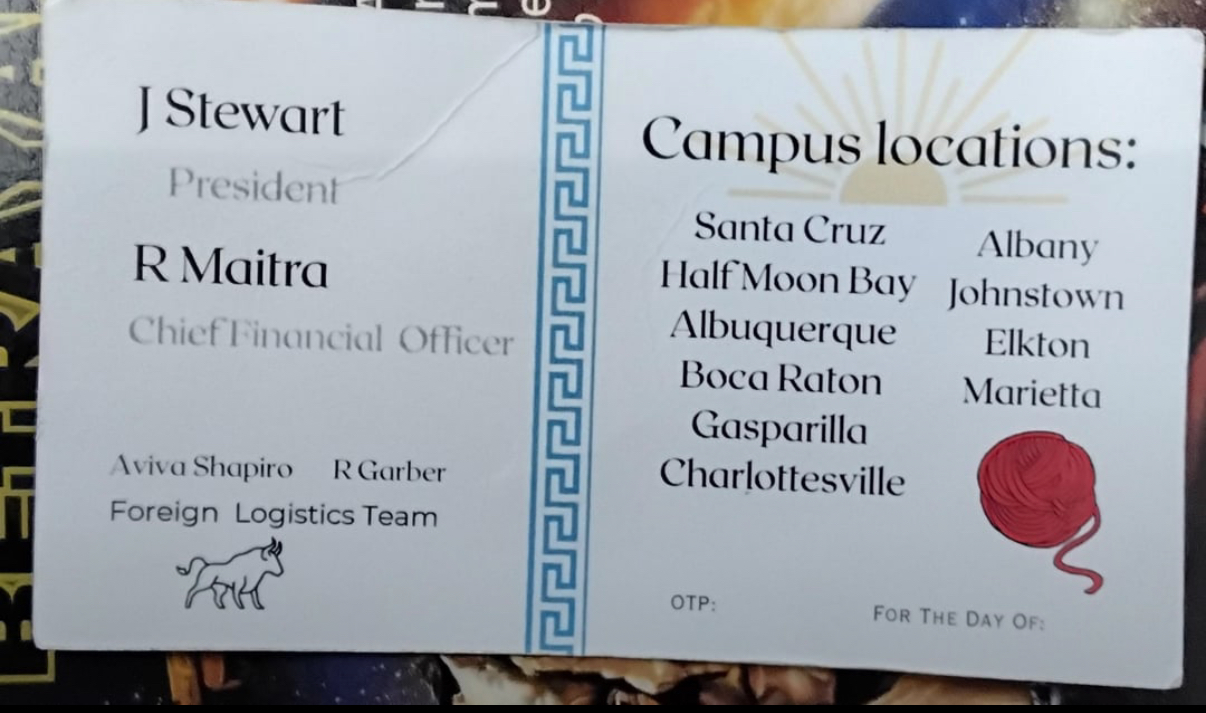 J Stewart
President
R Maitra
Chief Financial Officer
Aviva Shapiro R Garber
Foreign Logistics Team
Campus locations:
Santa Cruz
Half Moon Bay
Albuquerque
Boca Raton
Gasparilla
Charlottesville
Albany
Johnstown
Elkton
Marietta
OTP:
FOR THE DAY OF: